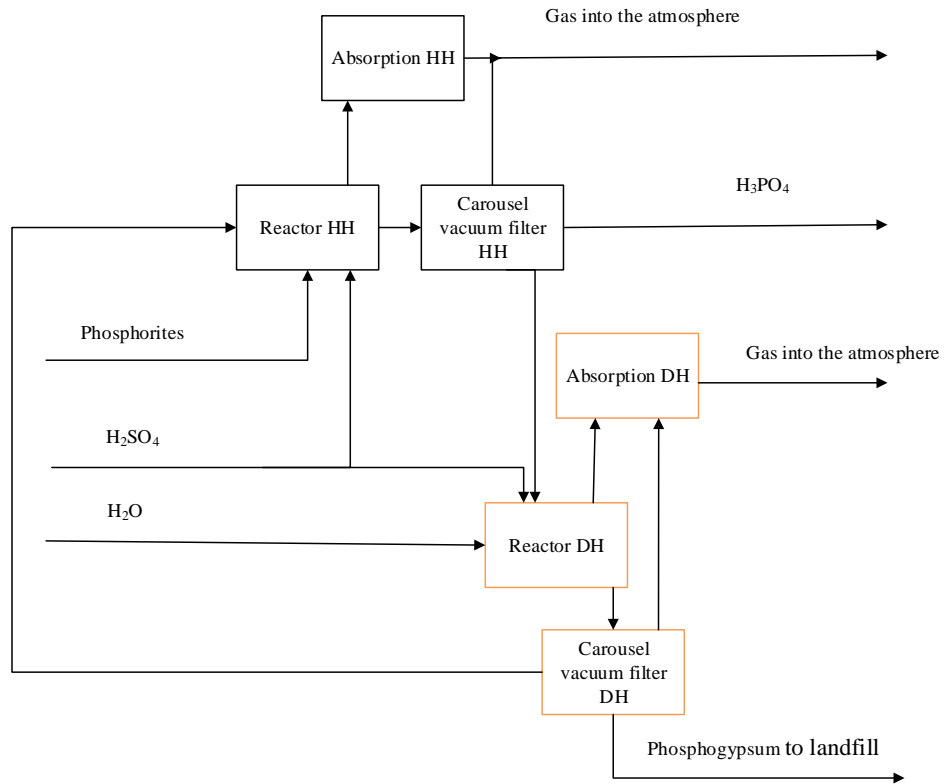 Gas into the atmosphere
Absorption HH
H₃PO₄
Carousel
vacuum filter
HH
Reactor HH
Phosphorites
Gas into the atmosphere
Absorption DH
H₂SO₄
H₂O
Reactor DH
Carousel
vacuum filter
DH
Phosphogypsum to landfill